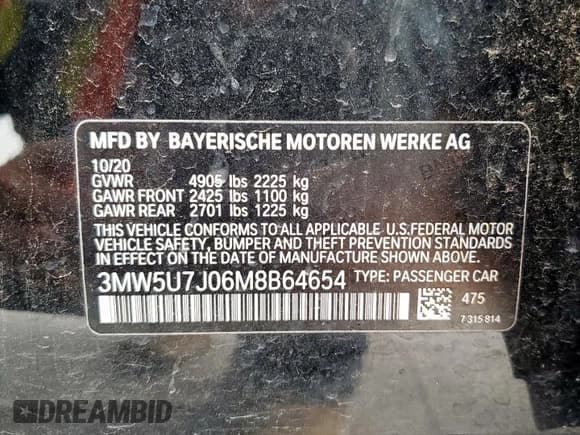 MFD BY BAYERISCHE MOTOREN WERKE AG
10/20
GVWR 4905 lbs 2225 kg
GAWR FRONT 2425 lbs 1100 kg
GAWR REAR 2701 lbs 1225 kg
THIS VEHICLE CONFORMS TO ALL APPLICABLE U.S.FEDERAL MOTOR
VEHICLE SAFETY, BUMPER AND THEFT PREVENTION STANDARDS
IN EFFECT ON THE DATE OF MANUFACTURE SHOWN ABOVE.
3MW5U7J06M8B64654 TYPE: PASSENGER CAR
475
7 315 814
DREAMBID